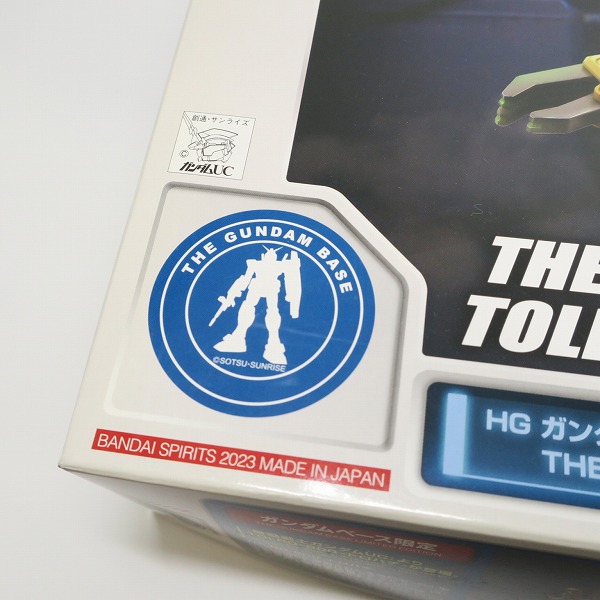 創通・サンライズ
© ガンダムUC
THE GUNDAM BASE
©SOTSU・SUNRISE
THE
TOL
HG ガン
THE
BANDAI SPIRITS 2023 MADE IN JAPAN
ガンダムベース限定